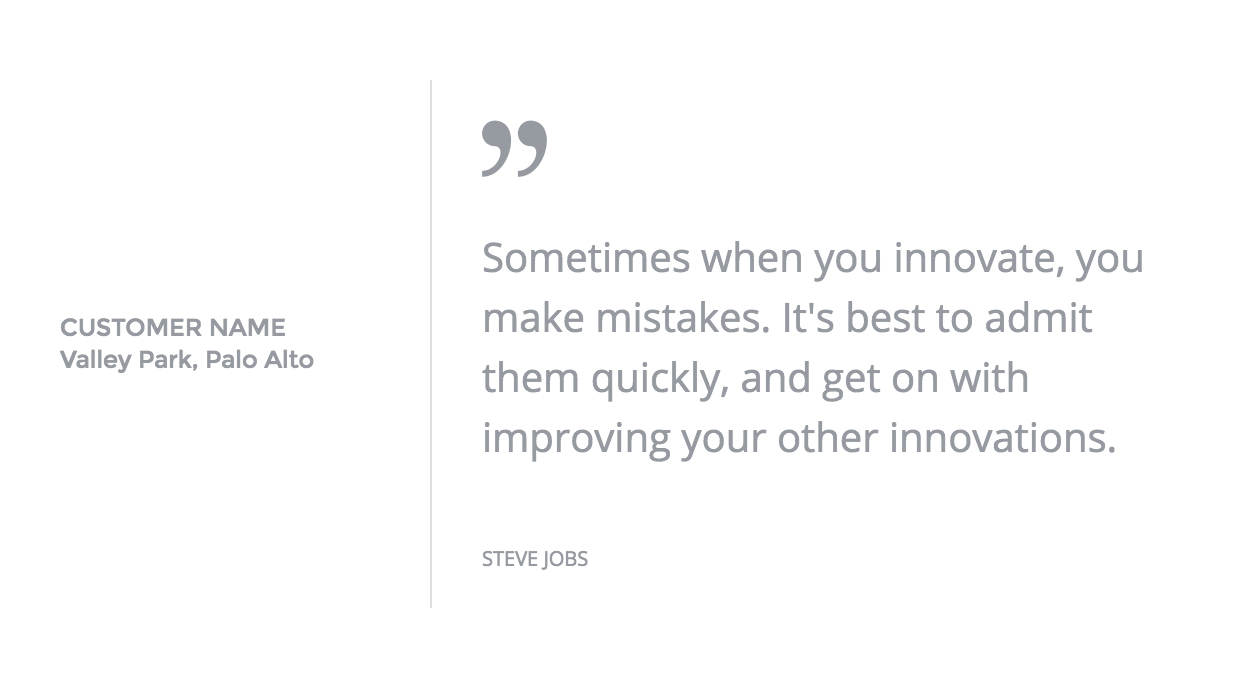 CUSTOMER NAME
Valley Park, Palo Alto
”
Sometimes when you innovate, you
make mistakes. It's best to admit
them quickly, and get on with
improving your other innovations.
STEVE JOBS